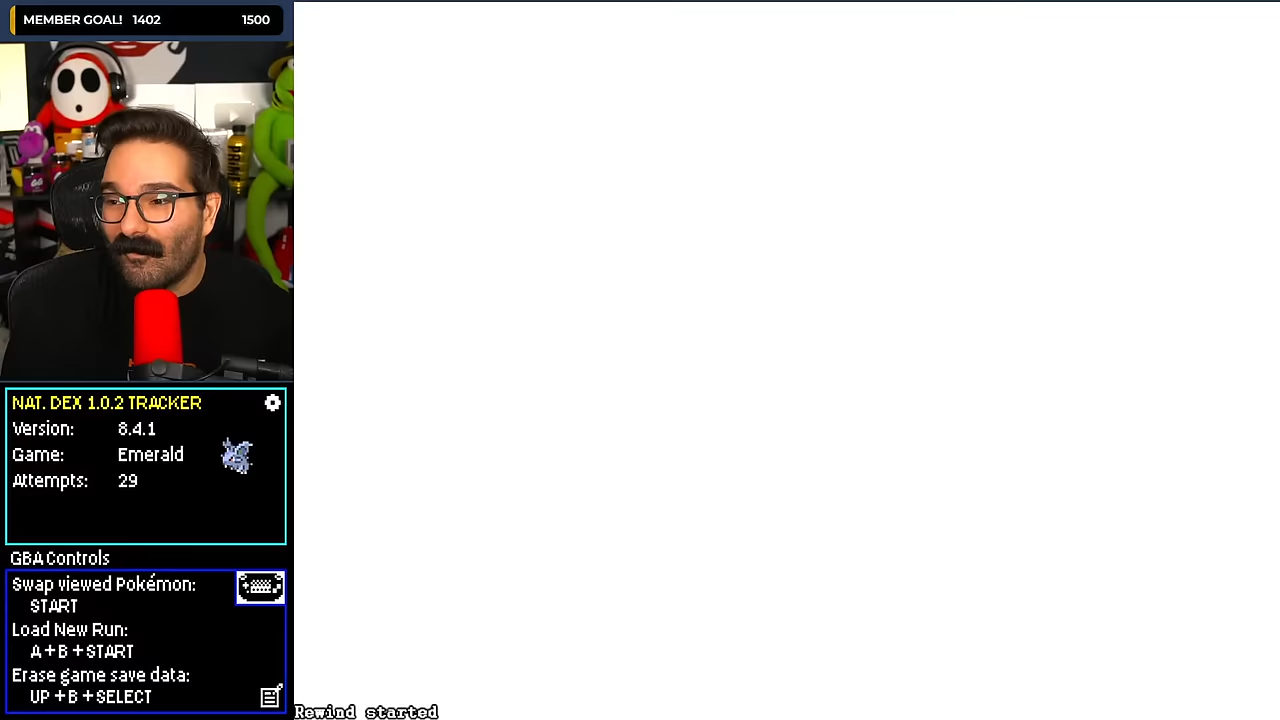 MEMBER GOAL! 1402 1500
NAT. DEX 1.0.2 TRACKER
Version: 8.4.1
Game: Emerald
Attempts: 29
GBA Controls
Swap viewed Pokémon:
START
Load New Run:
A + B + START
Erase game save data:
UP + B + SELECT
Rewind started